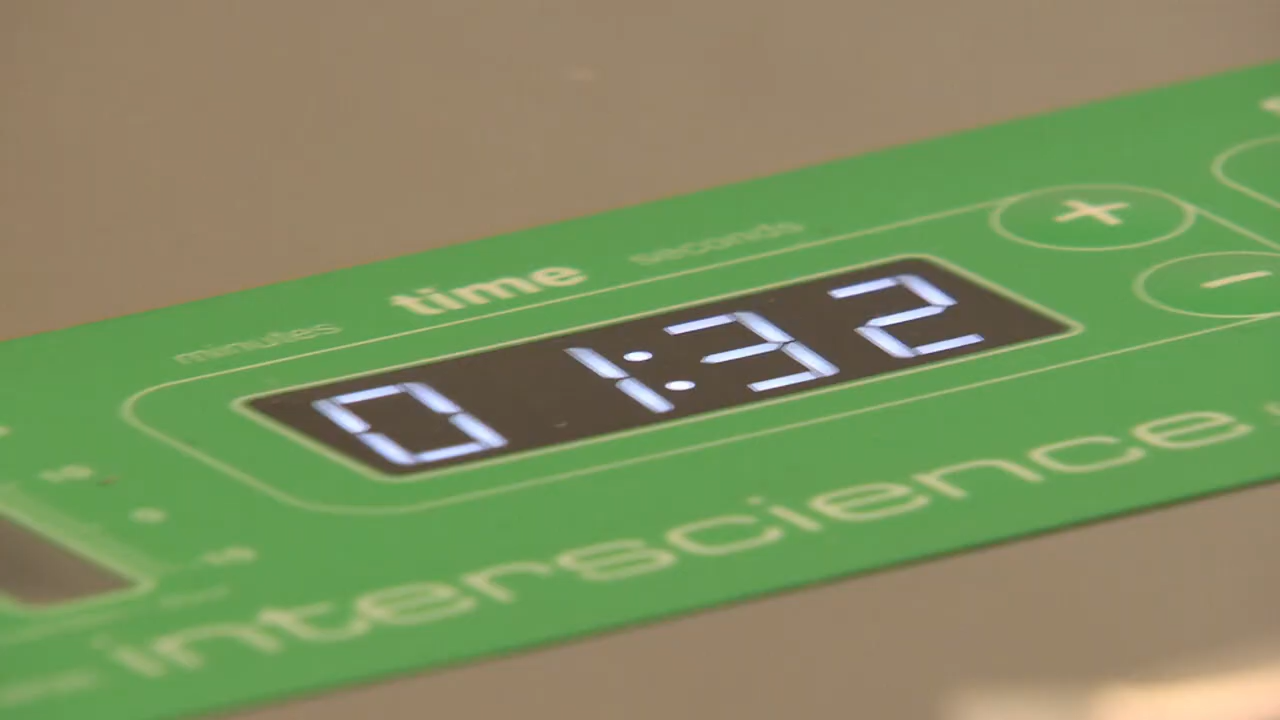 minutes time seconds
01:32
+
-
interscience